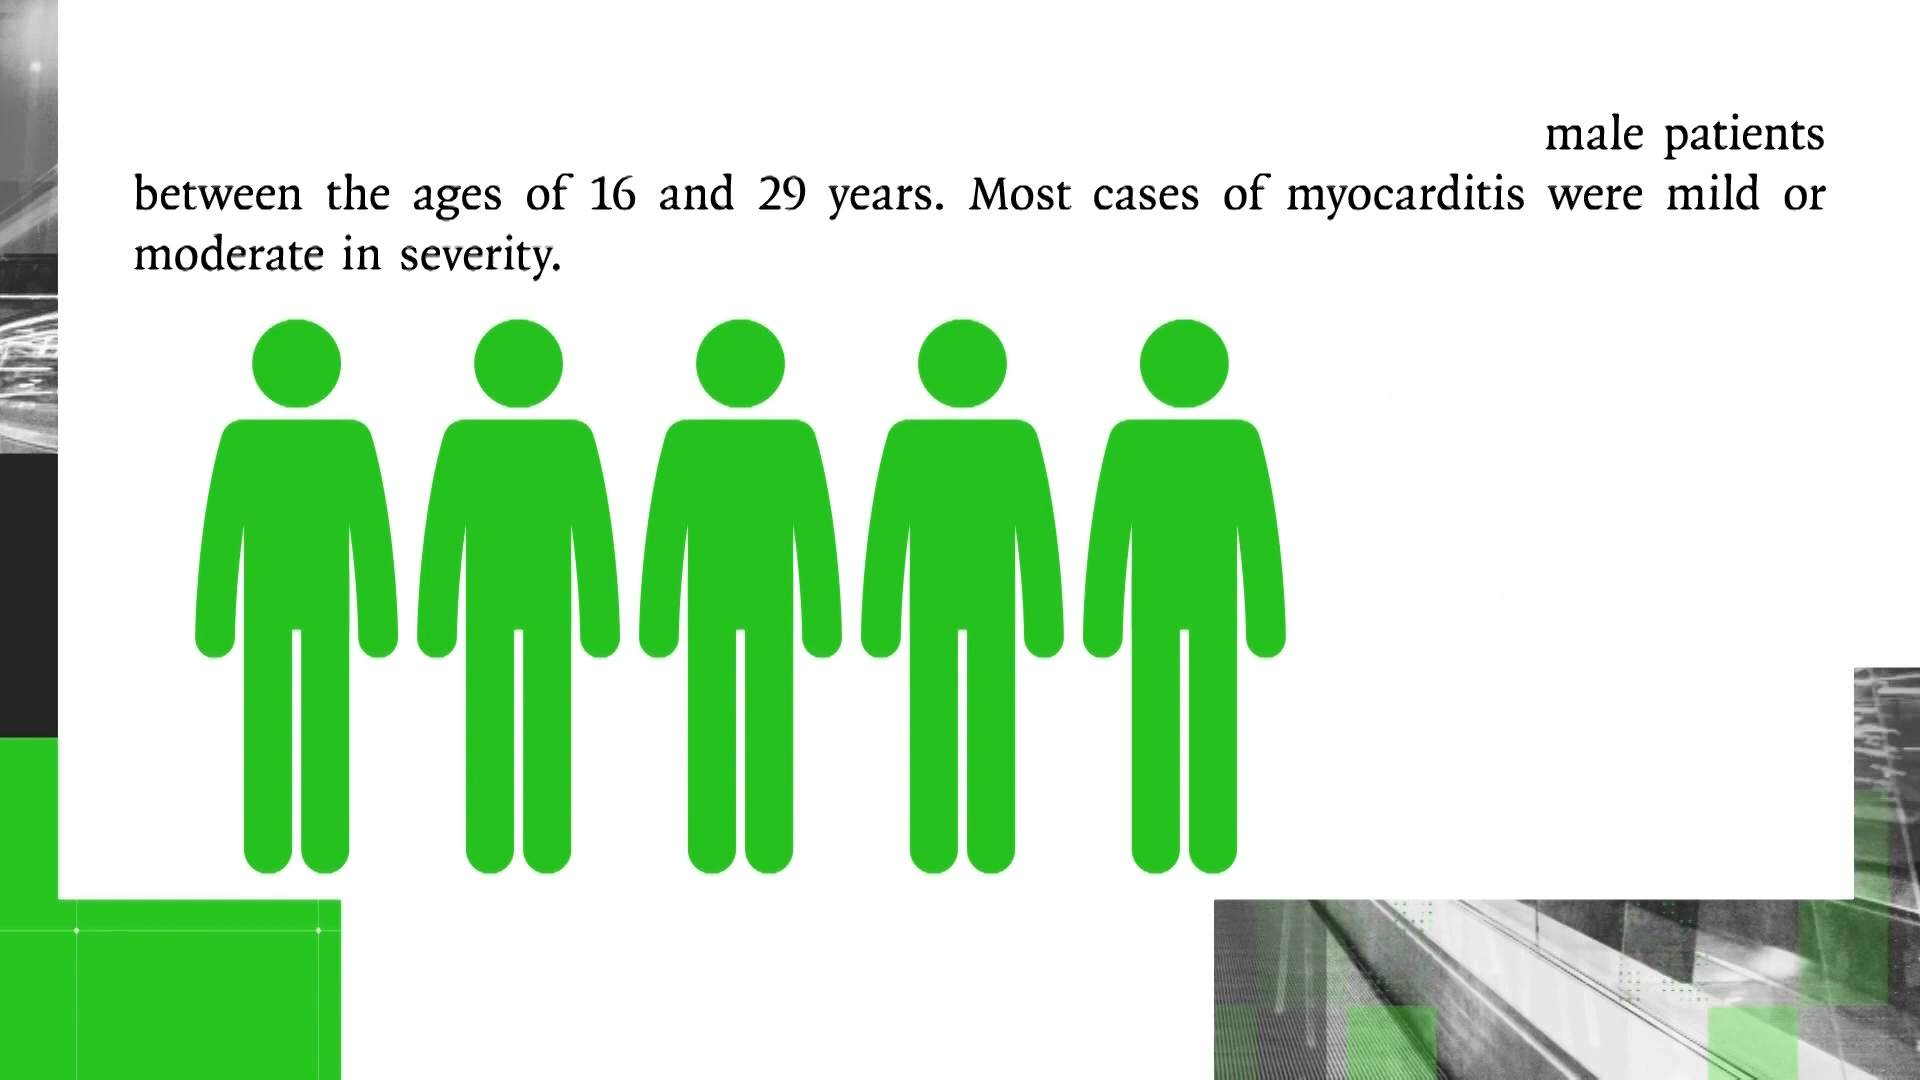 male patients
between the ages of 16 and 29 years. Most cases of myocarditis were mild or
moderate in severity.